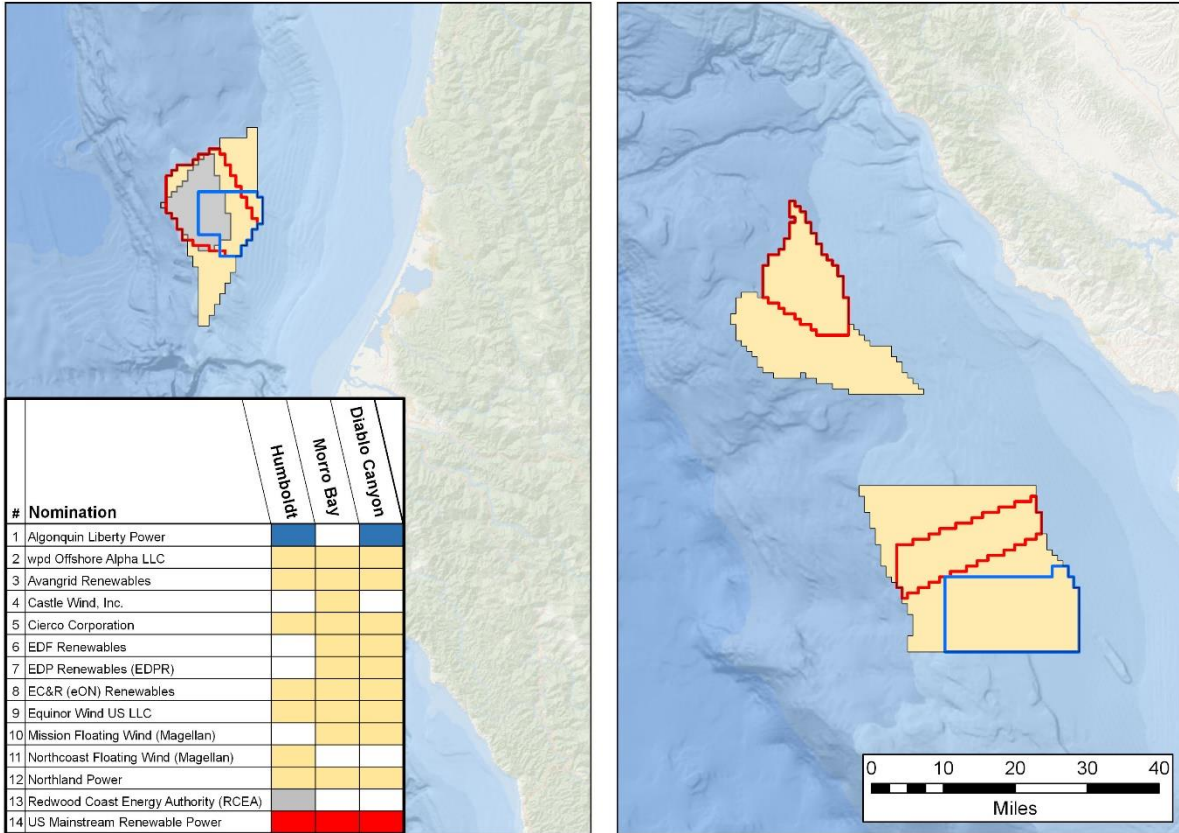 Humboldt Morro Bay Diablo Canyon
# Nomination
1 Algonquin Liberty Power
2 wpd Offshore Alpha LLC
3 Avangrid Renewables
4 Castle Wind, Inc.
5 Cierco Corporation
6 EDF Renewables
7 EDP Renewables (EDPR)
8 EC&R (eON) Renewables
9 Equinor Wind US LLC
10 Mission Floating Wind (Magellan)
11 Northcoast Floating Wind (Magellan)
12 Northland Power
13 Redwood Coast Energy Authority (RCEA)
14 US Mainstream Renewable Power
0 10 20 30 40
Miles